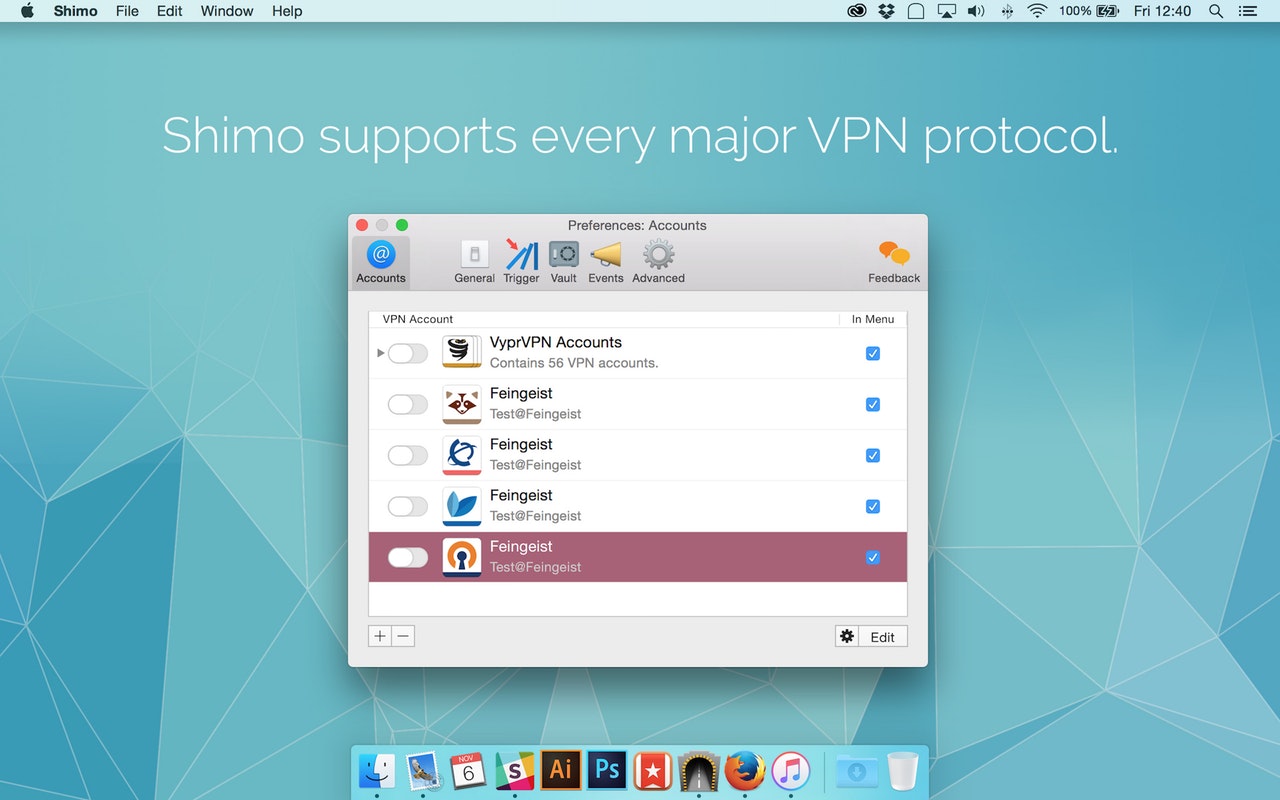 Shimo File Edit Window Help 100% Fri 12:40
Shimo supports every major VPN protocol.
Preferences: Accounts
@
Accounts General Trigger Vault Events Advanced Feedback
VPN Account In Menu
VyprVPN Accounts
Contains 56 VPN accounts.
Feingeist
Test@Feingeist
Feingeist
Test@Feingeist
Feingeist
Test@Feingeist
Feingeist
Test@Feingeist
+ − Edit
NOV
6 S Ai Ps